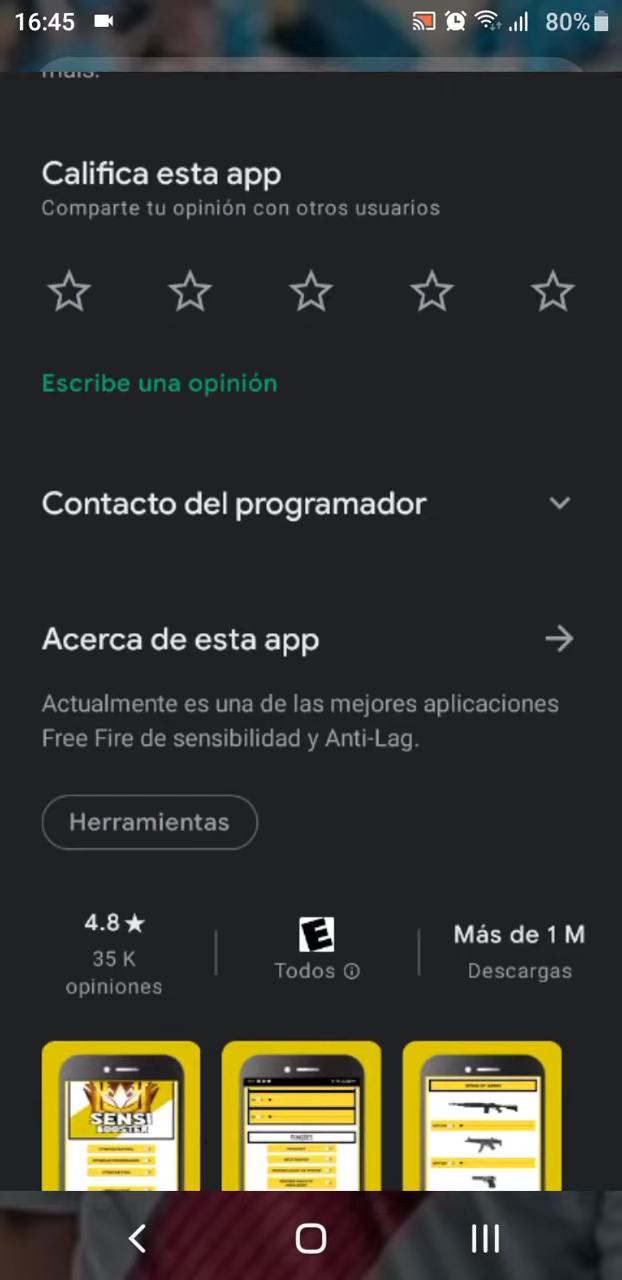 16:45
80%
Califica esta app
Comparte tu opinión con otros usuarios
Escribe una opinión
Contacto del programador
Acerca de esta app
Actualmente es una de las mejores aplicaciones
Free Fire de sensibilidad y Anti-Lag.
Herramientas
4.8★
35 K
opiniones
E
Todos
Más de 1 M
Descargas
SENSI
BOOSTER
FUNÇÕES